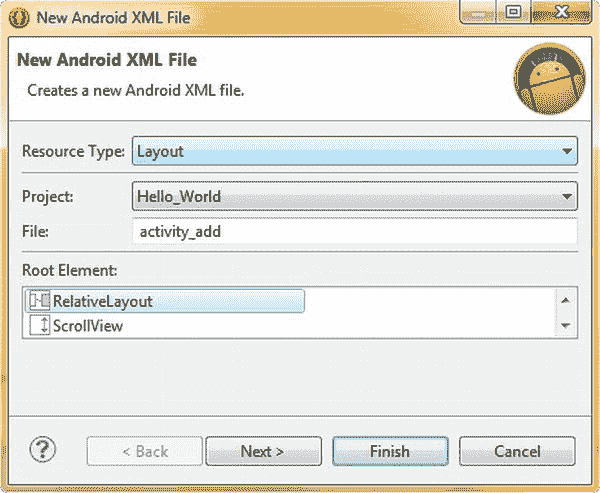 New Android XML File
New Android XML File
Creates a new Android XML file.
Resource Type: Layout
Project: Hello_World
File: activity_add
Root Element:
RelativeLayout
ScrollView
? < Back Next > Finish Cancel